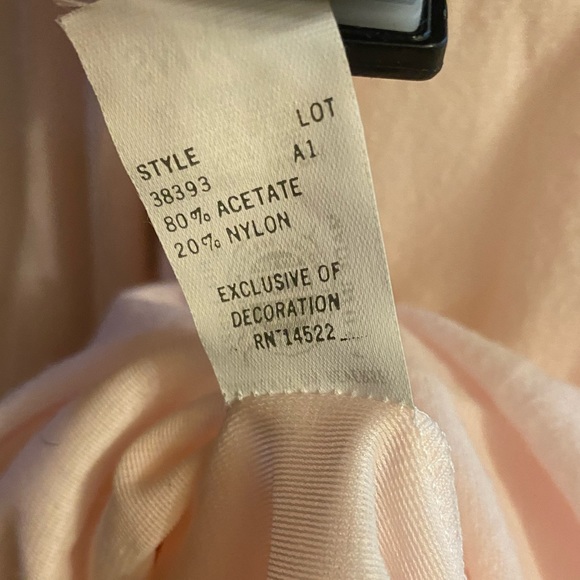 LOT
STYLE A1
38393
80% ACETATE
20% NYLON
EXCLUSIVE OF
DECORATION
RN 14522